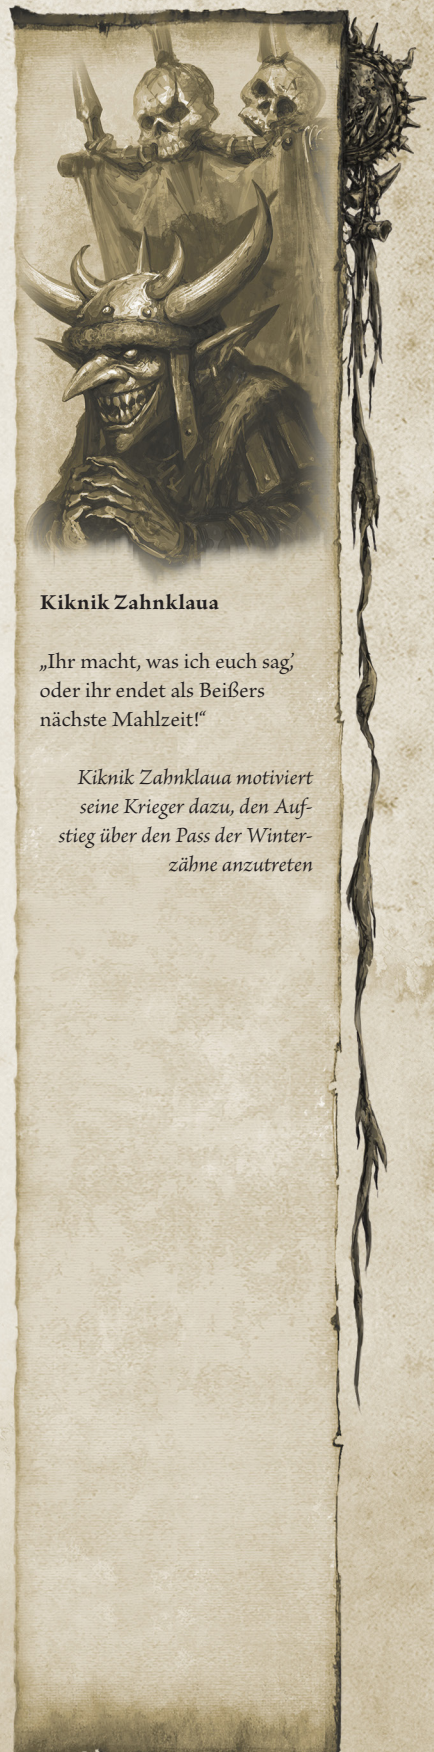 Kiknik Zahnklaua
„Ihr macht, was ich euch sag’,
oder ihr endet als Beißers
nächste Mahlzeit!“
Kiknik Zahnklaua motiviert
seine Krieger dazu, den Auf-
stieg über den Pass der Winter-
zähne anzutreten